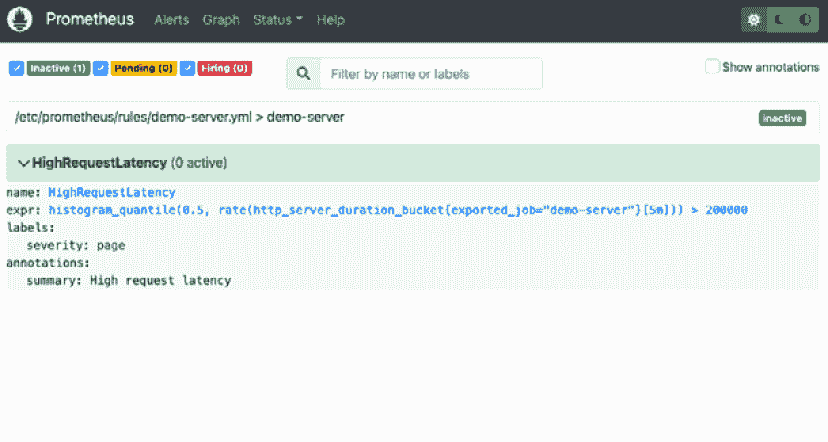 Prometheus Alerts Graph Status Help
Inactive (1) Pending (0) Firing (0) Filter by name or labels Show annotations
/etc/prometheus/rules/demo-server.yml > demo-server inactive
HighRequestLatency (0 active)
name: HighRequestLatency
expr: histogram_quantile(0.5, rate(http_server_duration_bucket{exported_job="demo-server"}[5m])) > 200000
labels:
severity: page
annotations:
summary: High request latency